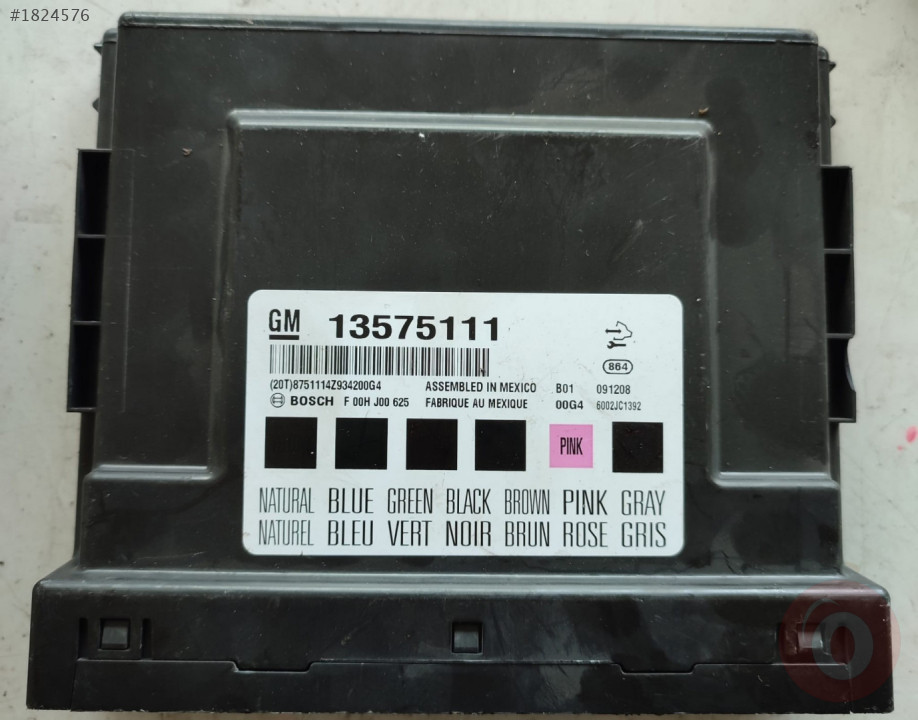 #1824576
GM 13575111
864
(20T)8751114Z934200G4 ASSEMBLED IN MEXICO B01 091208
BOSCH F 00H J00 625 FABRIQUE AU MEXIQUE 00G4 6002JC1392
PINK
NATURAL BLUE GREEN BLACK BROWN PINK GRAY
NATUREL BLEU VERT NOIR BRUN ROSE GRIS